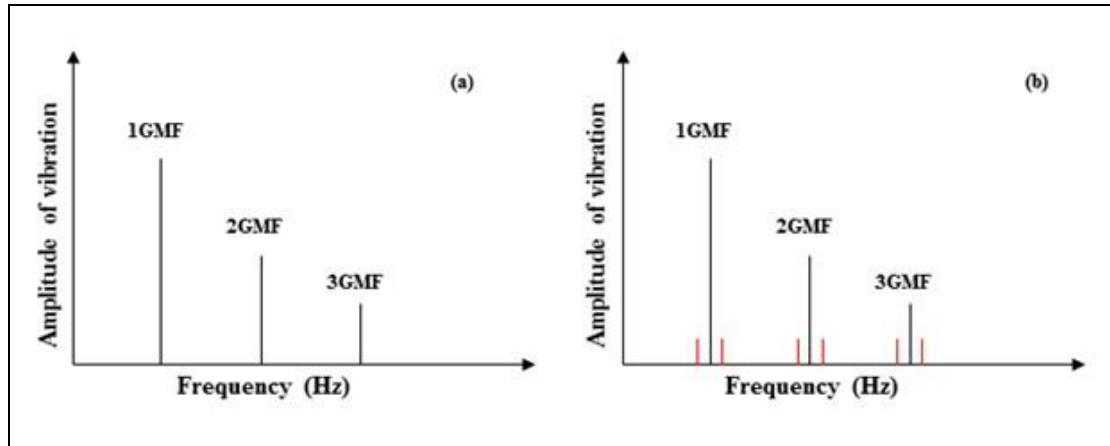 (a)
1GMF
2GMF
3GMF
Amplitude of vibration
Frequency (Hz)
(b)
1GMF
2GMF
3GMF
Amplitude of vibration
Frequency (Hz)